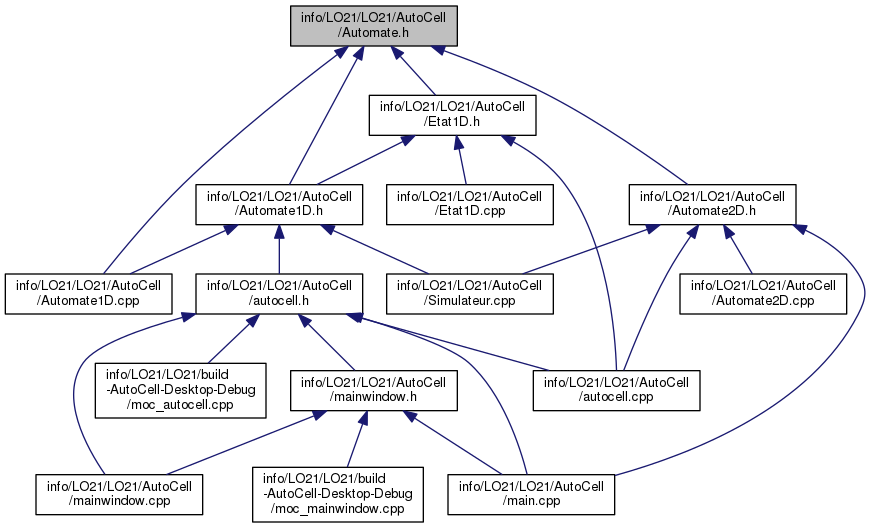 info/LO21/LO21/AutoCell
/Automate.h
info/LO21/LO21/AutoCell
/Etat1D.h
info/LO21/LO21/AutoCell
/Automate1D.h
info/LO21/LO21/AutoCell
/Etat1D.cpp
info/LO21/LO21/AutoCell
/Automate2D.h
info/LO21/LO21/AutoCell
/Automate1D.cpp
info/LO21/LO21/AutoCell
/autocell.h
info/LO21/LO21/AutoCell
/Simulateur.cpp
info/LO21/LO21/AutoCell
/Automate2D.cpp
info/LO21/LO21/build
-AutoCell-Desktop-Debug
/moc_autocell.cpp
info/LO21/LO21/AutoCell
/mainwindow.h
info/LO21/LO21/AutoCell
/autocell.cpp
info/LO21/LO21/AutoCell
/mainwindow.cpp
info/LO21/LO21/build
-AutoCell-Desktop-Debug
/moc_mainwindow.cpp
info/LO21/LO21/AutoCell
/main.cpp